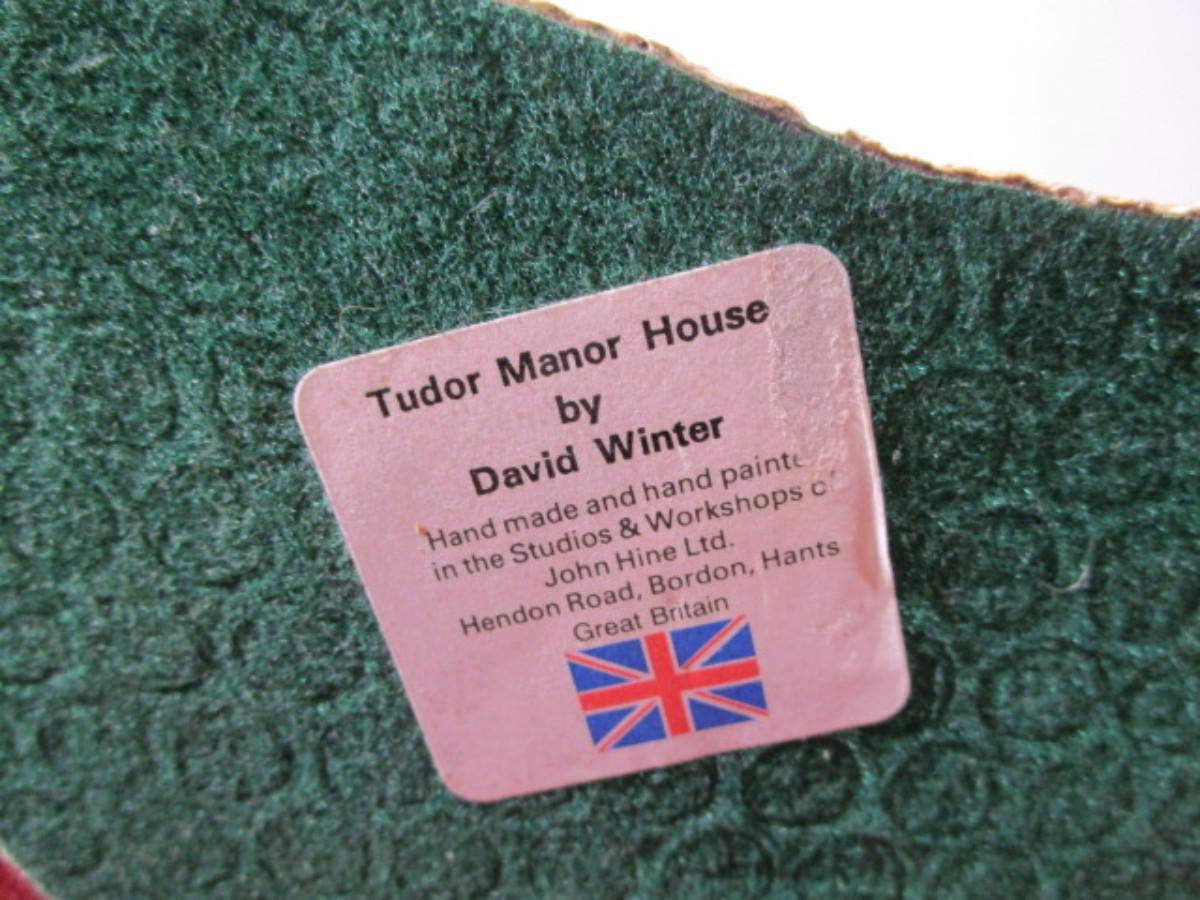 Tudor Manor House
by
David Winter
Hand made and hand painte
in the Studios & Workshops o
John Hine Ltd.
Hendon Road, Bordon, Hants
Great Britain